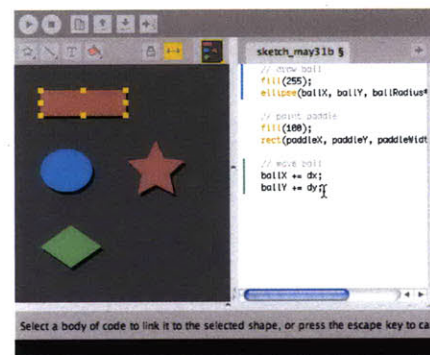 T
sketch_may31b §
// draw ball
fill(255);
ellipse(ballX, ballY, ballRadius*
// paint paddle
fill(100);
rect(paddleX, paddleY, paddleWidt
// move ball
ballX += dx;
ballY += dy;
Select a body of code to link it to the selected shape, or press the escape key to ca